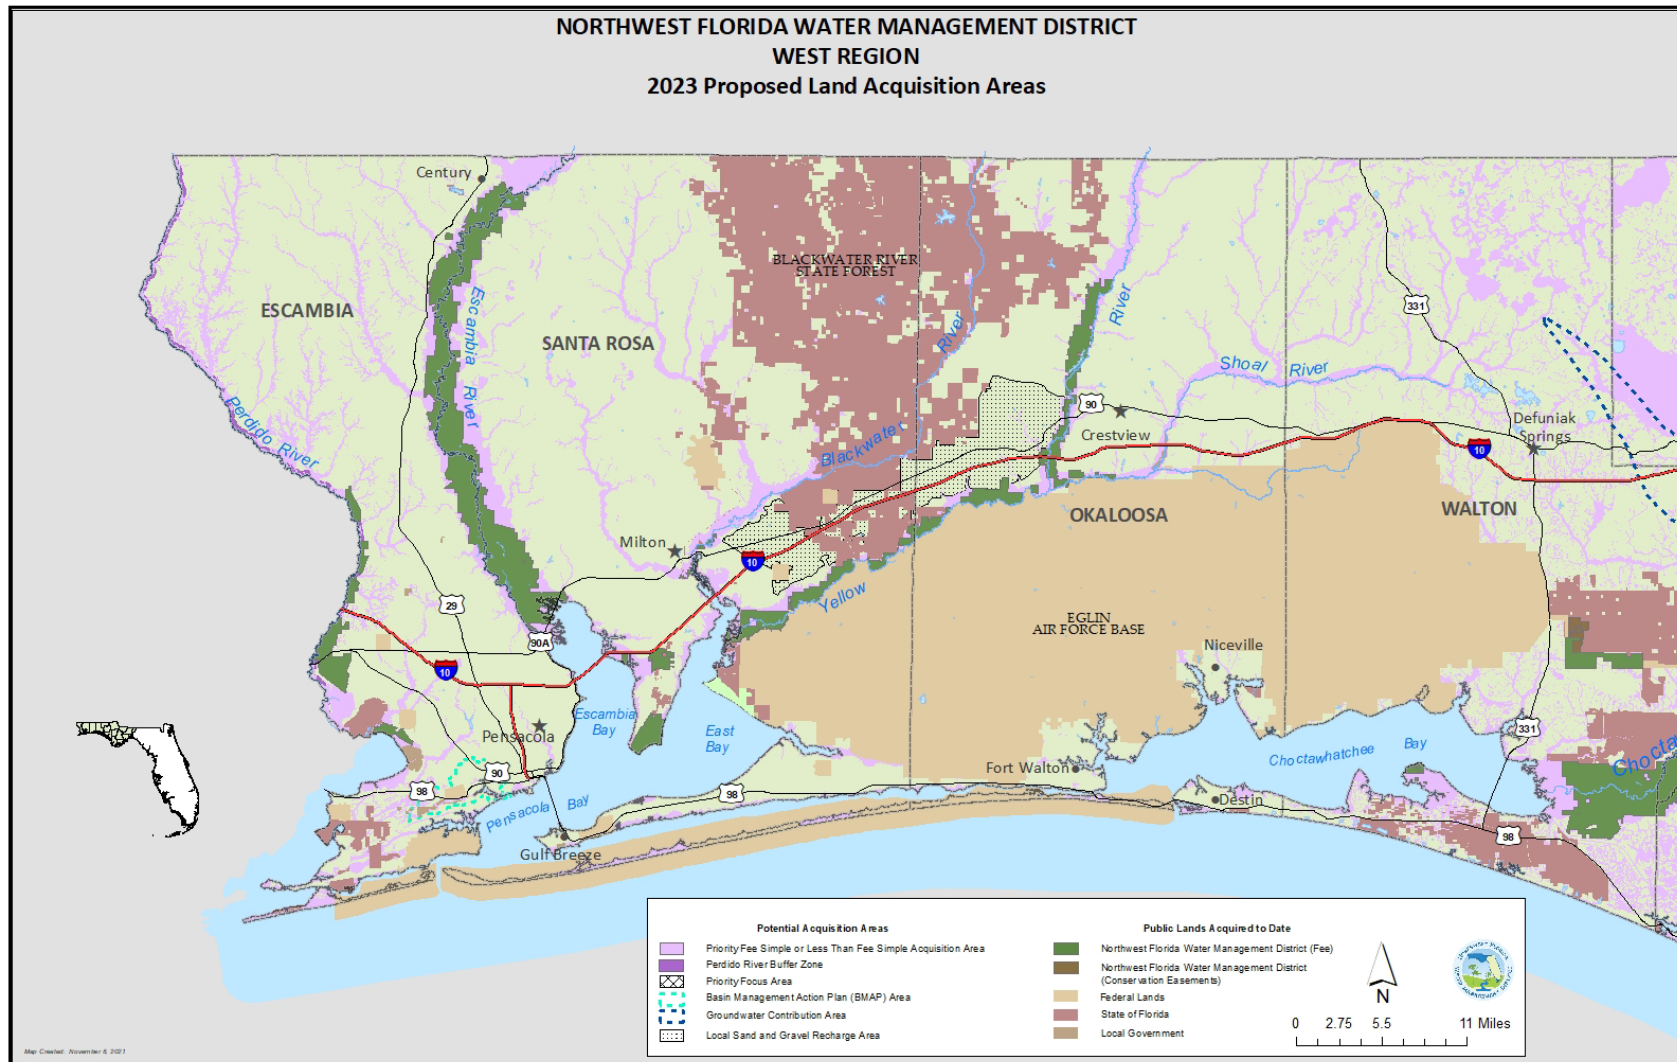 NORTHWEST FLORIDA WATER MANAGEMENT DISTRICT
WEST REGION
2023 Proposed Land Acquisition Areas
Century
BLACKWATER RIVER
STATE FOREST
ESCAMBIA
Escambia River
SANTA ROSA
River
River
331
Shoal River
Perdido River
90
Crestview
Defuniak
Springs
Blackwater
10
WALTON
OKALOOSA
Milton
10
Yellow
29
90A
EGLIN
AIR FORCE BASE
Niceville
10
Escambia
Bay
East
Bay
Pensacola
331
Choctawhatchee Bay
Choctaw
Fort Walton
90
98
98
Destin
Pensacola Bay
98
Gulf Breeze
Potential Acquisition Areas
Priority Fee Simple or Less Than Fee Simple Acquisition Area
Perdido River Buffer Zone
Priority Focus Area
Basin Management Action Plan (BMAP) Area
Groundwater Contribution Area
Local Sand and Gravel Recharge Area
Public Lands Acquired to Date
Northwest Florida Water Management District (Fee)
Northwest Florida Water Management District
(Conservation Easements)
Federal Lands
State of Florida
Local Government
N
0 2.75 5.5 11 Miles
Map Created: November 8, 2021